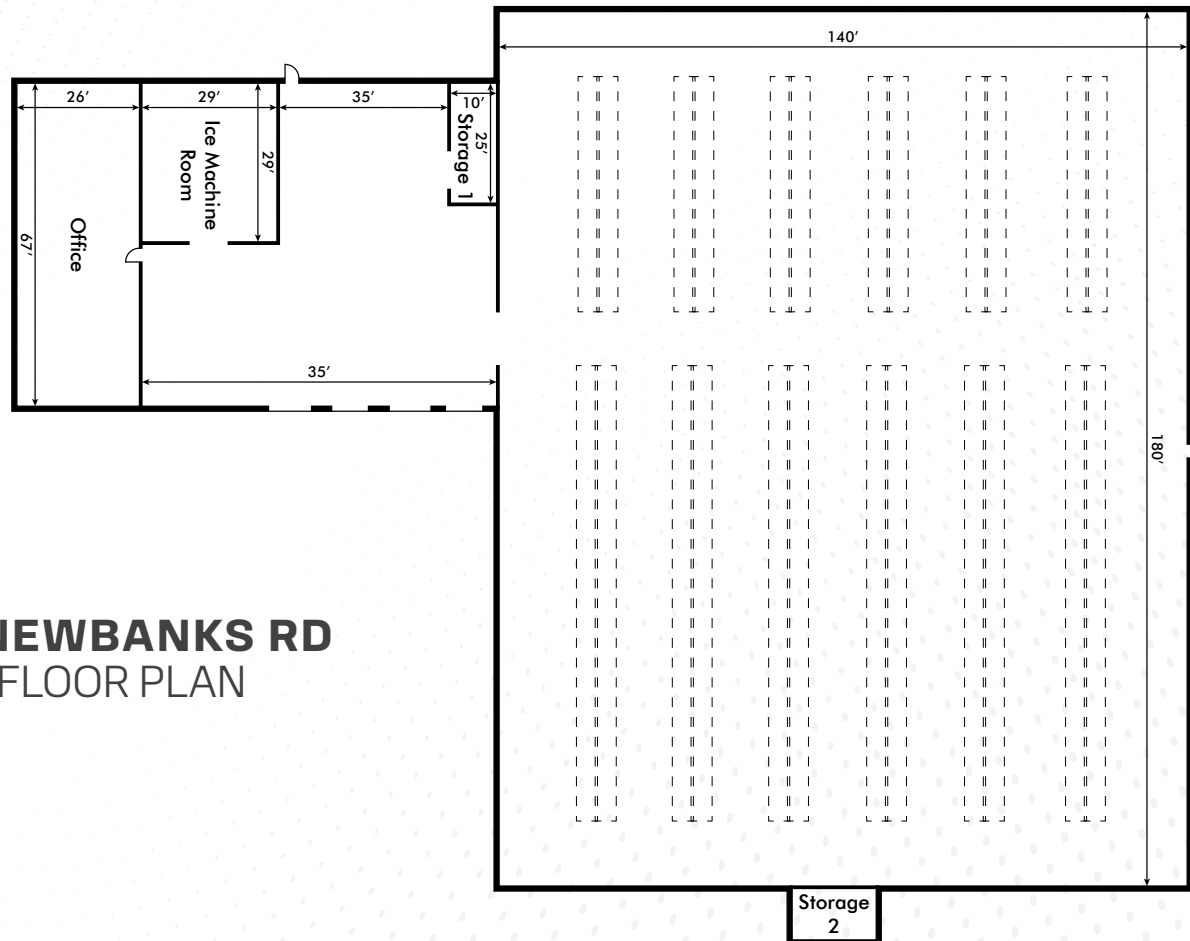 140’
26’
29’
35’
10’
25’
Storage 1
Ice Machine
Room
29’
Office
67’
35’
180’
NEWBANKS RD
FLOOR PLAN
Storage
2